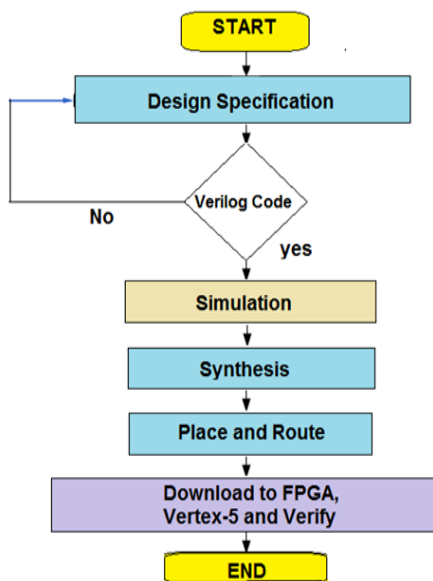 START
Design Specification
Verilog Code
No
yes
Simulation
Synthesis
Place and Route
Download to FPGA,
Vertex-5 and Verify
END